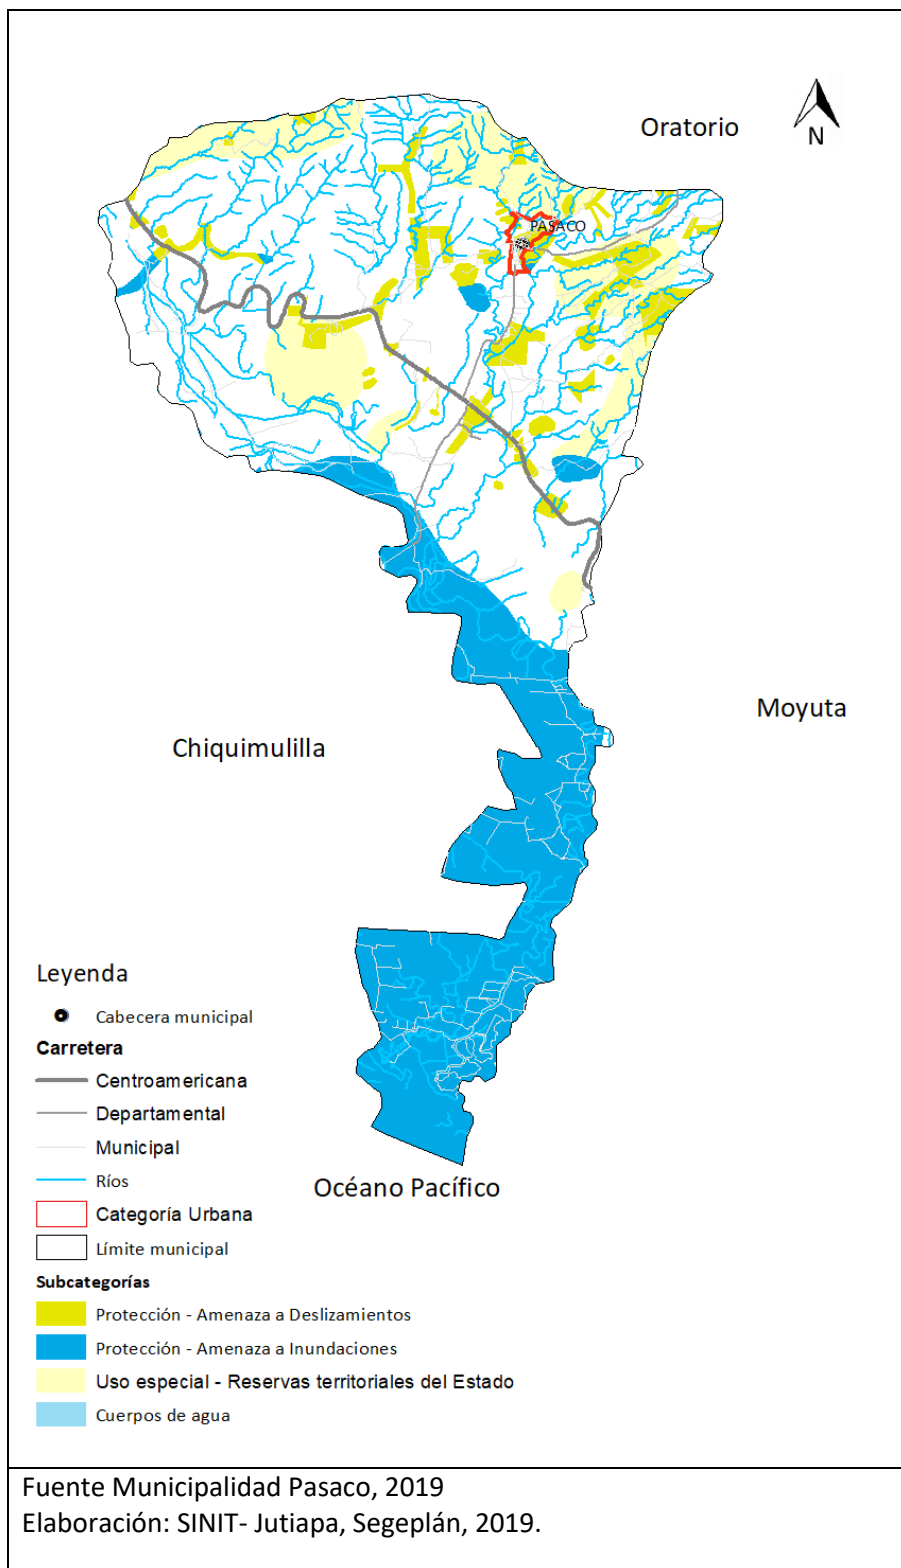 Oratorio
N
PASACO
Moyuta
Chiquimulilla
Leyenda
Cabecera municipal
Carretera
Centroamericana
Departamental
Municipal
Ríos
Océano Pacífico
Categoría Urbana
Límite municipal
Subcategorías
Protección - Amenaza a Deslizamientos
Protección - Amenaza a Inundaciones
Uso especial - Reservas territoriales del Estado
Cuerpos de agua
Fuente Municipalidad Pasaco, 2019
Elaboración: SINIT- Jutiapa, Segeplán, 2019.